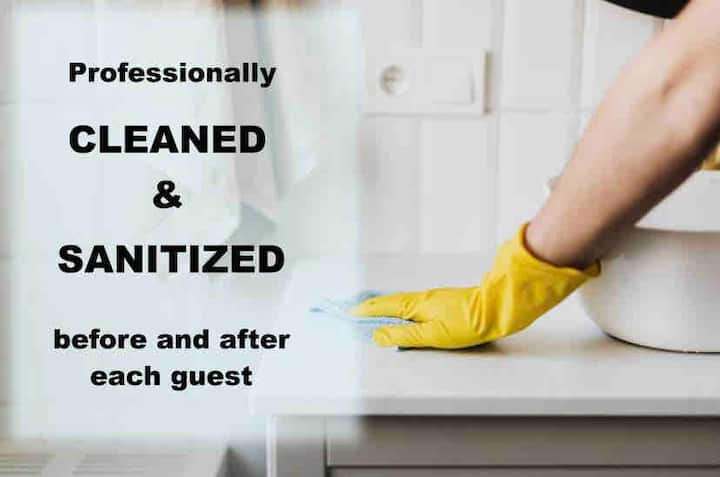 Professionally
CLEANED
&
SANITIZED
before and after
each guest